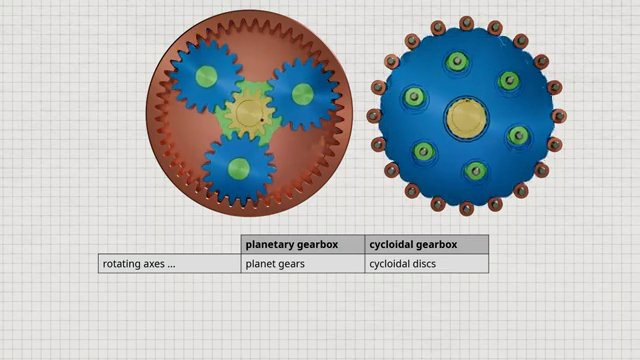 planetary gearbox cycloidal gearbox
rotating axes ... planet gears cycloidal discs